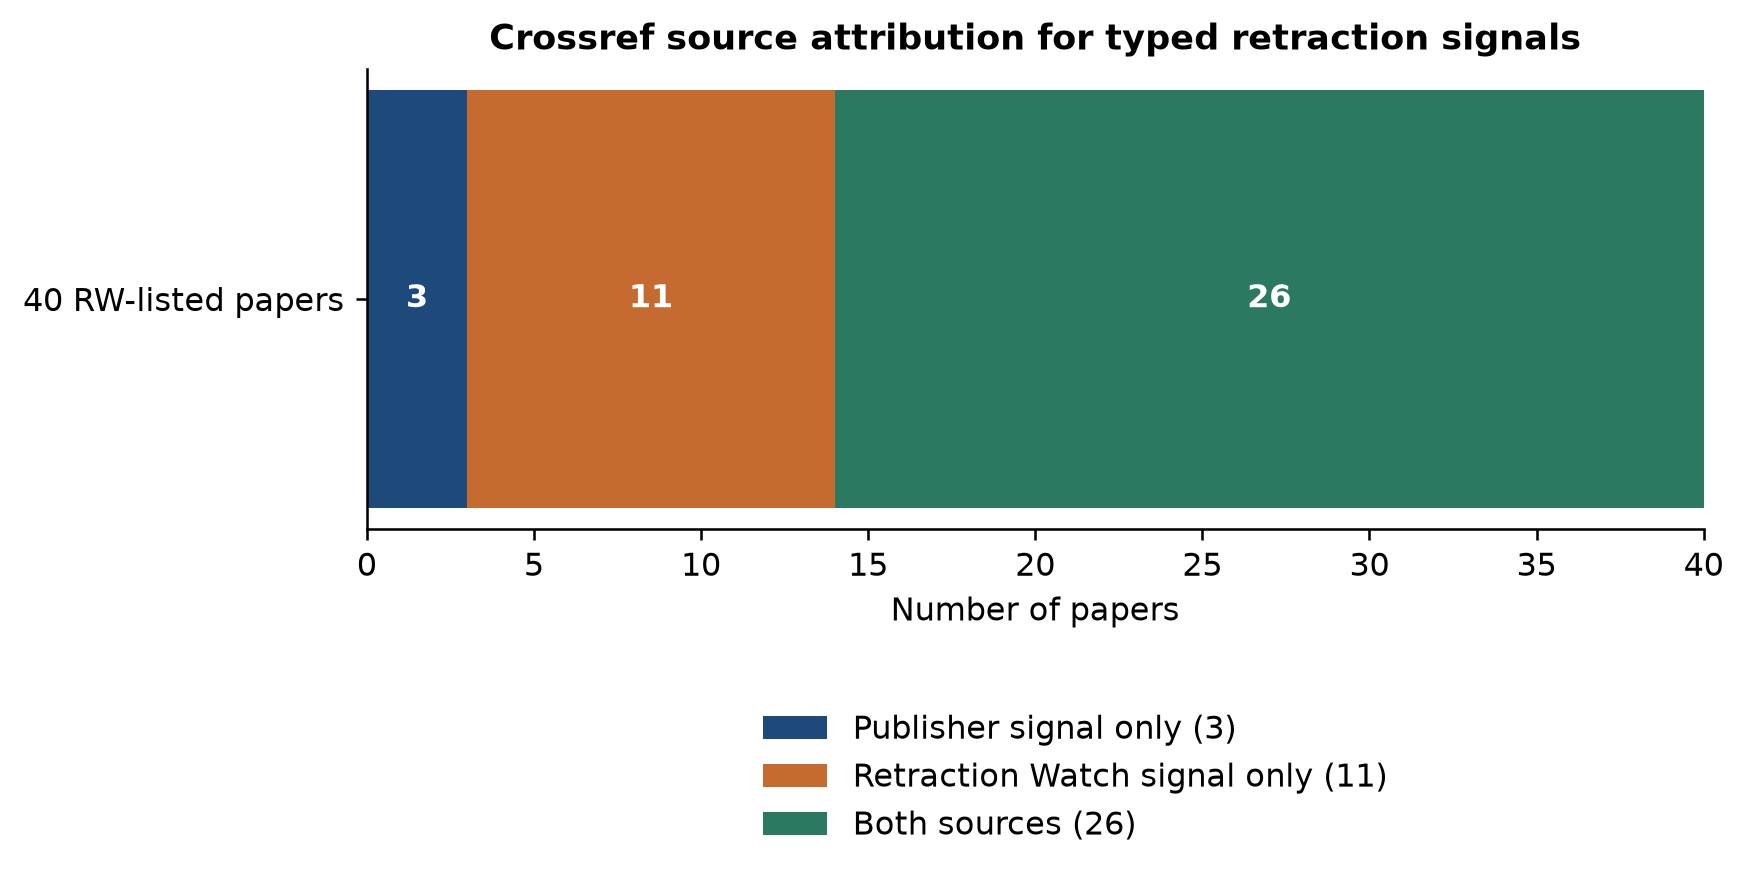 Crossref source attribution for typed retraction signals
40 RW-listed papers
3
11
26
0 5 10 15 20 25 30 35 40
Number of papers
Publisher signal only (3)
Retraction Watch signal only (11)
Both sources (26)